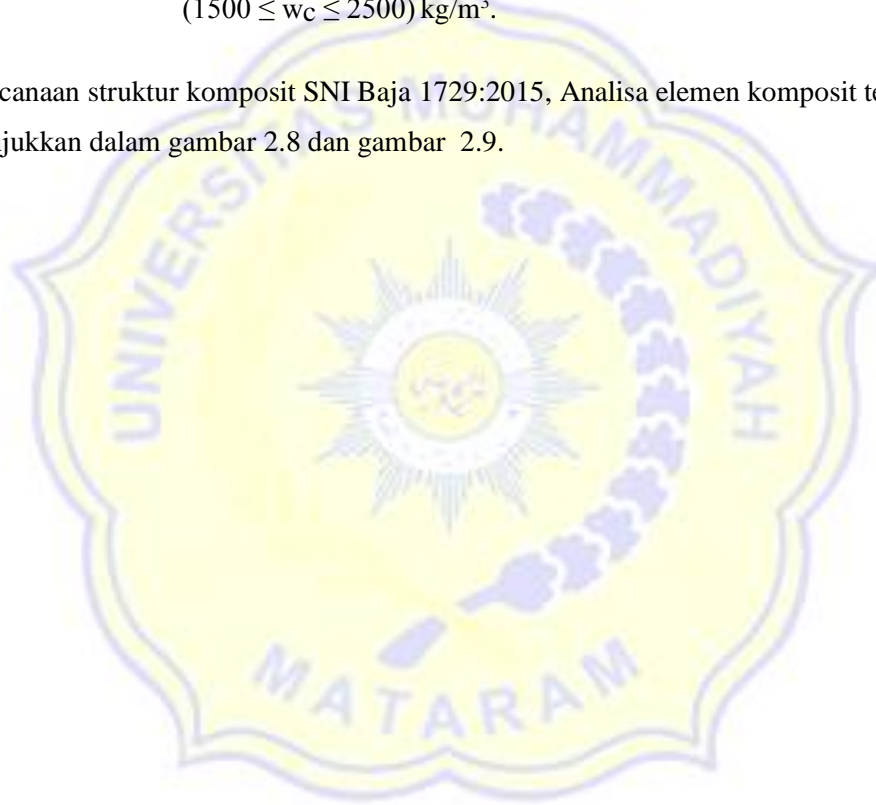 (1500 ≤ wc ≤ 2500) kg/m³.
canaan struktur komposit SNI Baja 1729:2015, Analisa elemen komposit te
jukkan dalam gambar 2.8 dan gambar 2.9.
UNIVERSITAS MUHAMMADIYAH
MATARAM